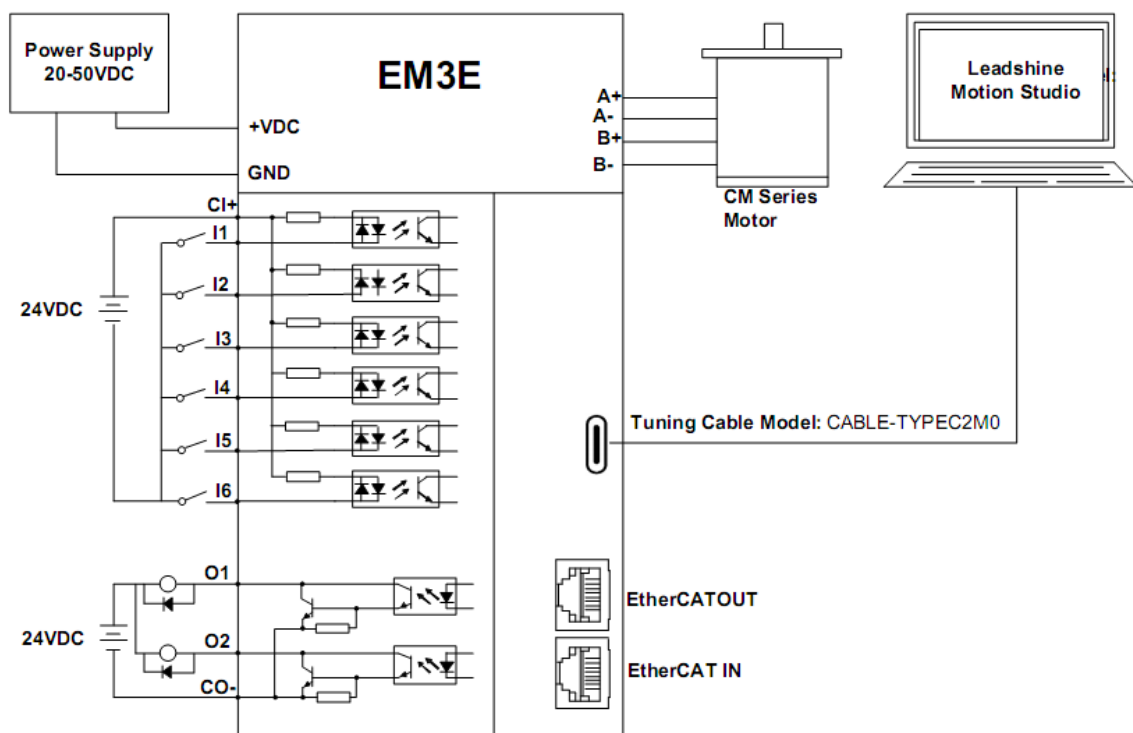 Power Supply
20-50VDC
EM3E
+VDC
GND
A+
A-
B+
B-
CM Series
Motor
Leadshine
Motion Studio
CI+
I1
I2
I3
I4
I5
I6
24VDC
Tuning Cable Model: CABLE-TYPEC2M0
O1
O2
CO-
24VDC
EtherCATOUT
EtherCAT IN